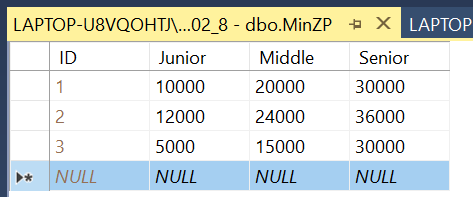 LAPTOP-U8VQOHTJ\...02_8 - dbo.MinZP LAPTOP
ID Junior Middle Senior
1 10000 20000 30000
2 12000 24000 36000
3 5000 15000 30000
NULL NULL NULL NULL